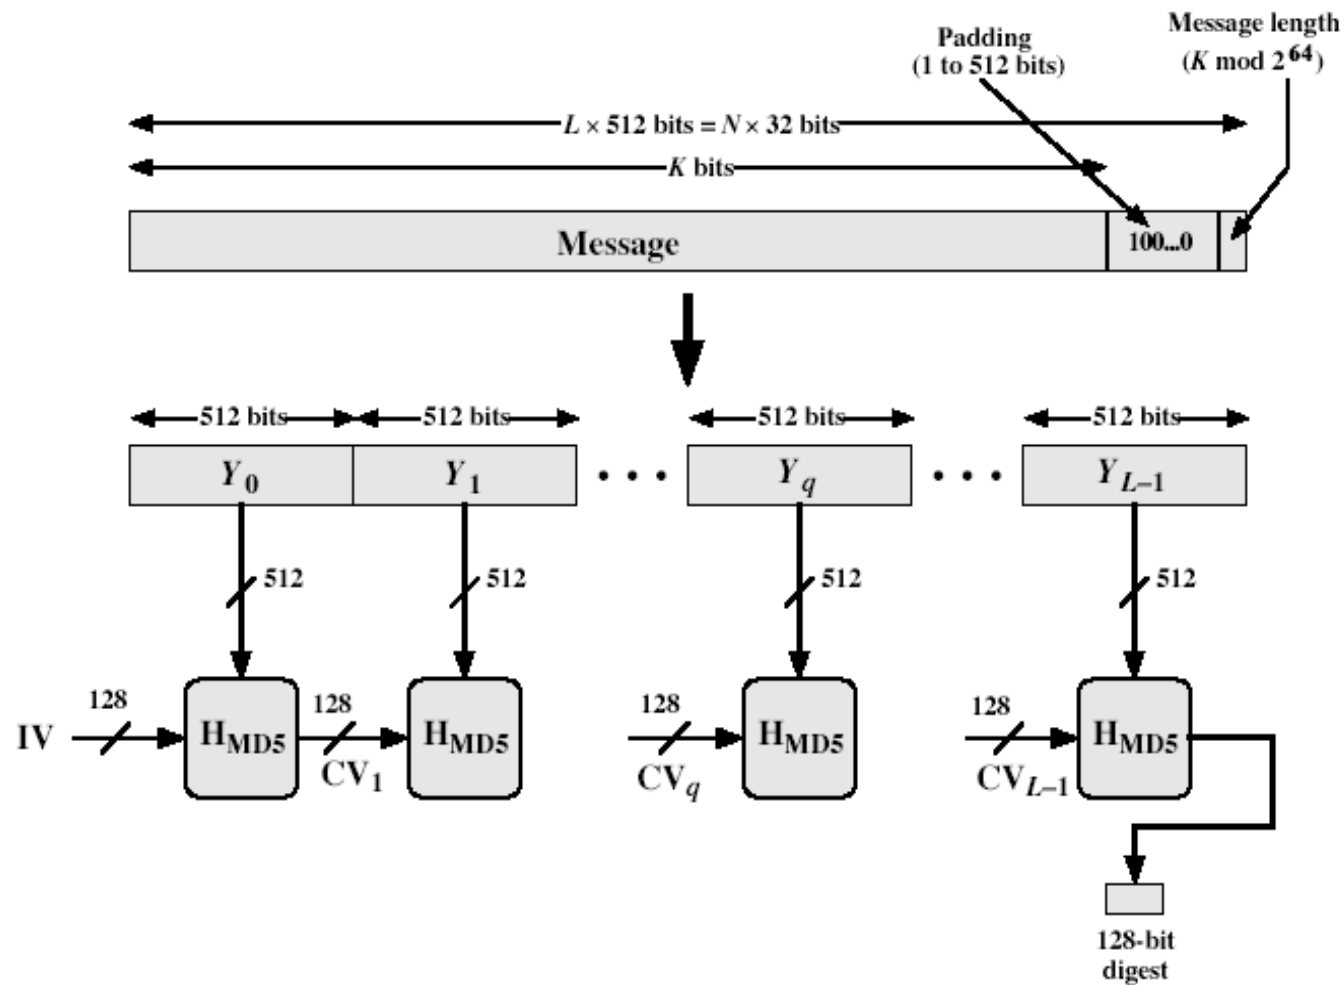 Padding
(1 to 512 bits)
Message length
(K mod 2^64)
L × 512 bits = N × 32 bits
K bits
Message
100...0
512 bits
512 bits
512 bits
512 bits
Y0
Y1
• • •
Yq
• • •
YL–1
512
512
512
512
IV
128
HMD5
128
CV1
HMD5
128
CVq
HMD5
128
CVL–1
HMD5
128-bit
digest